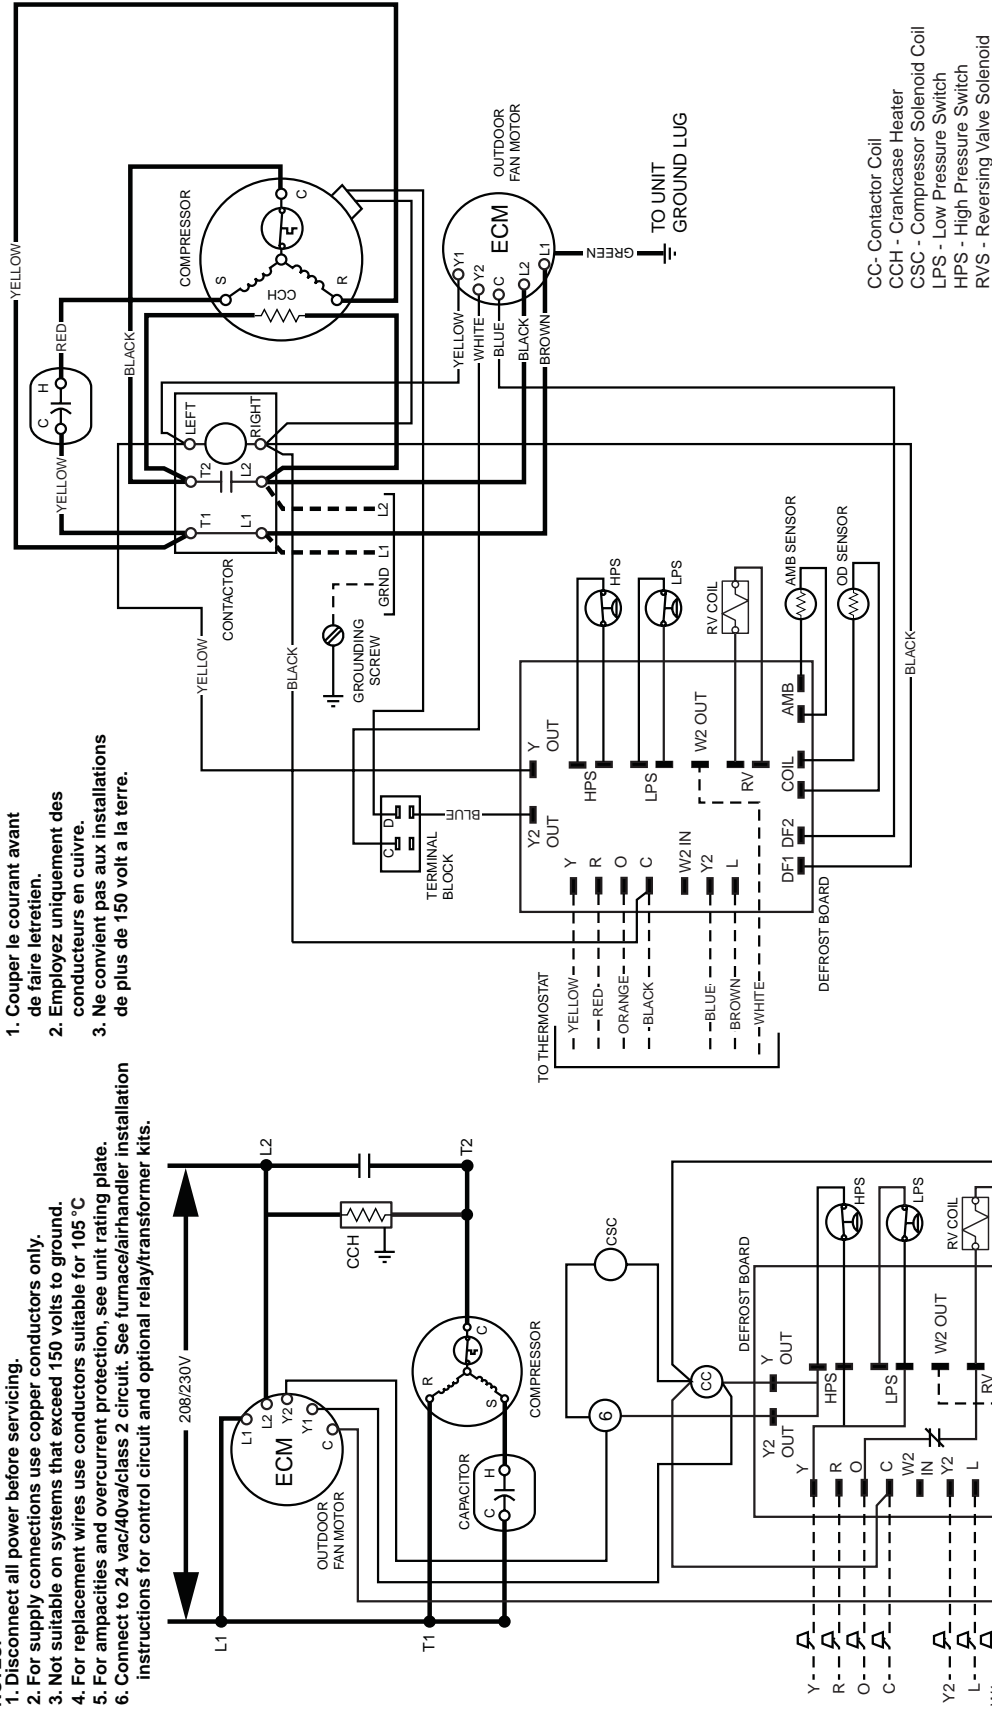 1. Disconnect all power before servicing.
2. For supply connections use copper conductors only.
3. Not suitable on systems that exceed 150 volts to ground.
4. For replacement wires use conductors suitable for 105 °C
5. For ampacities and overcurrent protection, see unit rating plate.
6. Connect to 24 vac/40va/class 2 circuit. See furnace/airhandler installation
instructions for control circuit and optional relay/transformer kits.
1. Couper le courant avant
de faire letretien.
2. Employez uniquement des
conducteurs en cuivre.
3. Ne convient pas aux installations
de plus de 150 volt a la terre.
L1
208/230V
L2
L1
L2
Y2
Y1
C
ECM
OUTDOOR
FAN MOTOR
CCH
T1
T2
CAPACITOR
C
H
S
R
C
COMPRESSOR
6
CSC
CC
DEFROST BOARD
Y2
OUT
Y
OUT
Y
R
O
C
W2
IN
Y2
L
HPS
LPS
W2 OUT
RV
HPS
LPS
RV COIL
Y
R
O
C
Y2
L
YELLOW
YELLOW
C
H
RED
BLACK
COMPRESSOR
S
C
R
CCH
T1
T2
LEFT
L1
L2
RIGHT
CONTACTOR
L1
L2
GRND
GROUNDING
SCREW
YELLOW
BLACK
YELLOW
WHITE
BLUE
BLACK
BROWN
Y1
Y2
C
L2
L1
ECM
OUTDOOR
FAN MOTOR
GREEN
TO UNIT
GROUND LUG
C
D
TERMINAL
BLOCK
BLUE
Y2
OUT
Y
OUT
HPS
LPS
W2 OUT
RV
Y
R
O
C
W2 IN
Y2
L
DF1
DF2
COIL
AMB
DEFROST BOARD
HPS
LPS
RV COIL
AMB SENSOR
OD SENSOR
BLACK
TO THERMOSTAT
YELLOW
RED
ORANGE
BLACK
BLUE
BROWN
WHITE
CC- Contactor Coil
CCH - Crankcase Heater
CSC - Compressor Solenoid Coil
LPS - Low Pressure Switch
HPS - High Pressure Switch
RVS - Reversing Valve Solenoid